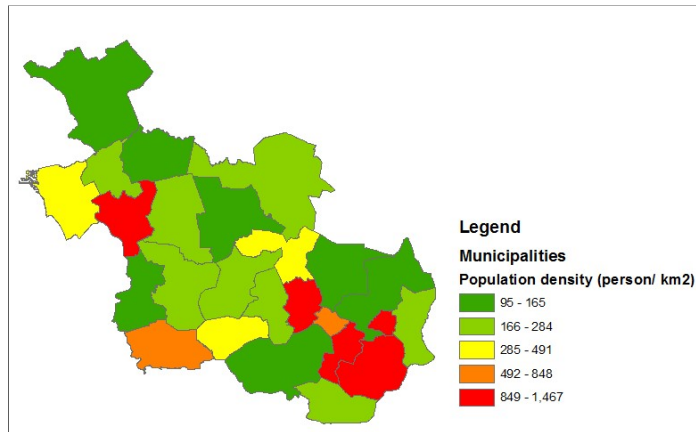 Legend
Municipalities
Population density (person/ km2)
95 - 165
166 - 284
285 - 491
492 - 848
849 - 1,467